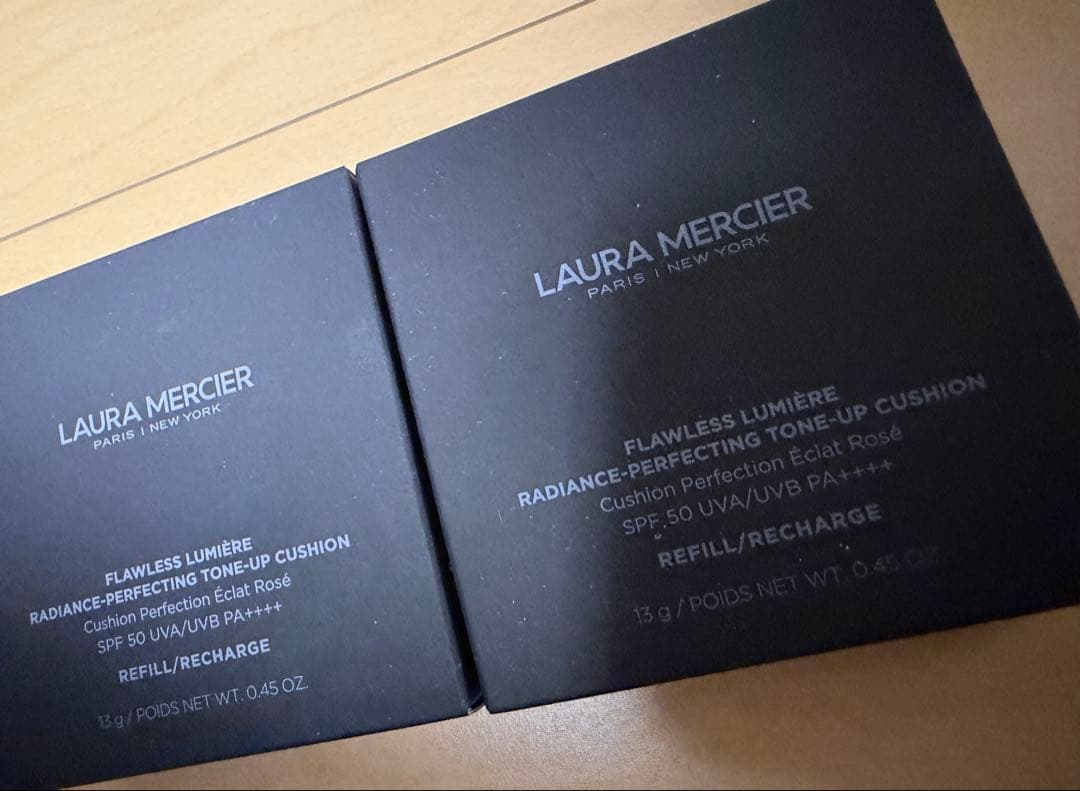 LAURA MERCIER
PARIS | NEW YORK
FLAWLESS LUMIÈRE
RADIANCE-PERFECTING TONE-UP CUSHION
Cushion Perfection Éclat Rosé
SPF 50 UVA/UVB PA++++
REFILL/RECHARGE
13 g / POIDS NET WT. 0.45 OZ.
LAURA MERCIER
PARIS | NEW YORK
FLAWLESS LUMIÈRE
RADIANCE-PERFECTING TONE-UP CUSHION
Cushion Perfection Éclat Rosé
SPF 50 UVA/UVB PA++++
REFILL/RECHARGE
13 g / POIDS NET WT. 0.45 OZ